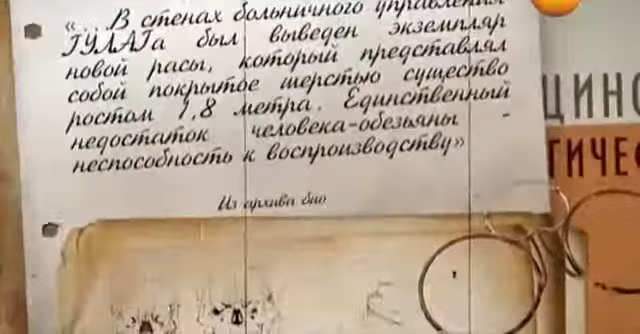 «...В стенах больничного управления
ГУЛАГа был выведен экземпляр
новой расы, который представлял
собой покрытое шерстью существо
ростом 1,8 метра. Единственный
недостаток человека-обезьяны -
неспособность к воспроизводству»
Из архива био
ЦИНО
ТИЧЕС